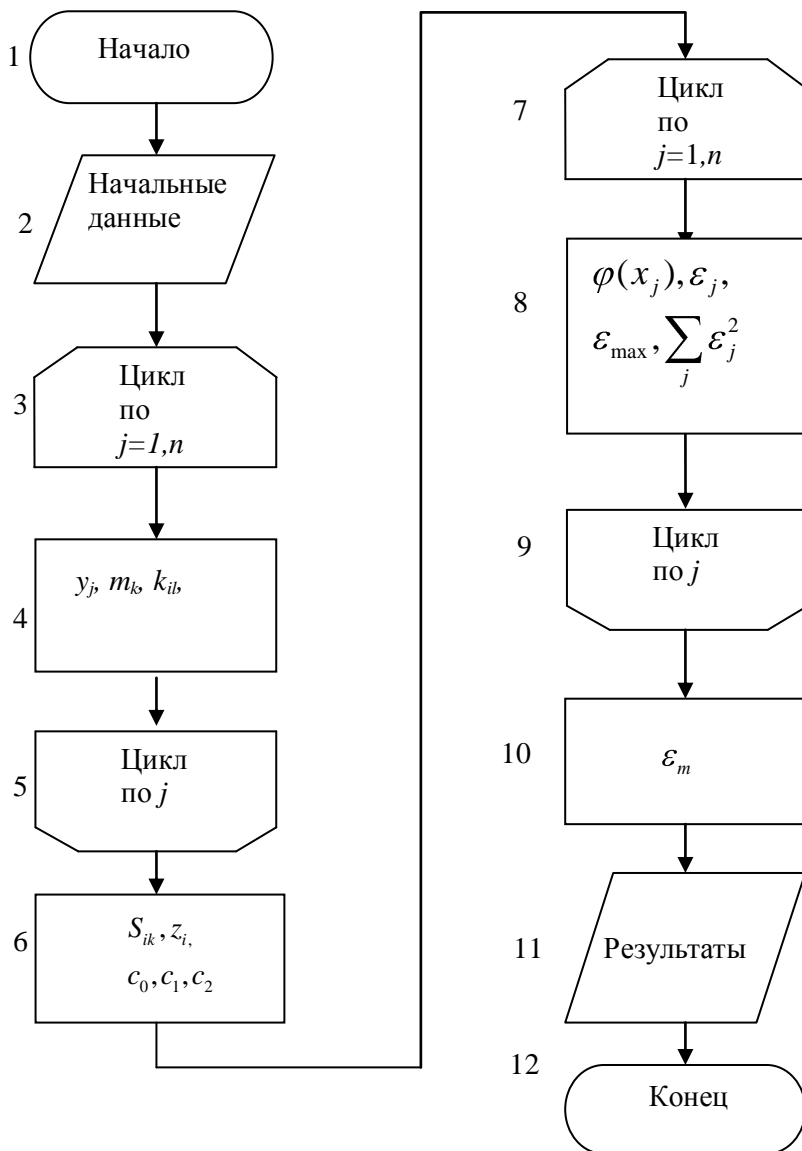 1
Начало
2
Начальные
данные
3
Цикл
по
j=1,n
4
y_j, m_k, k_il,
5
Цикл
по j
6
S_ik, z_i,
c_0, c_1, c_2
7
Цикл
по
j=1,n
8
φ(x_j), ε_j,
ε_max, ∑_j ε_j^2
9
Цикл
по j
10
ε_m
11
Результаты
12
Конец